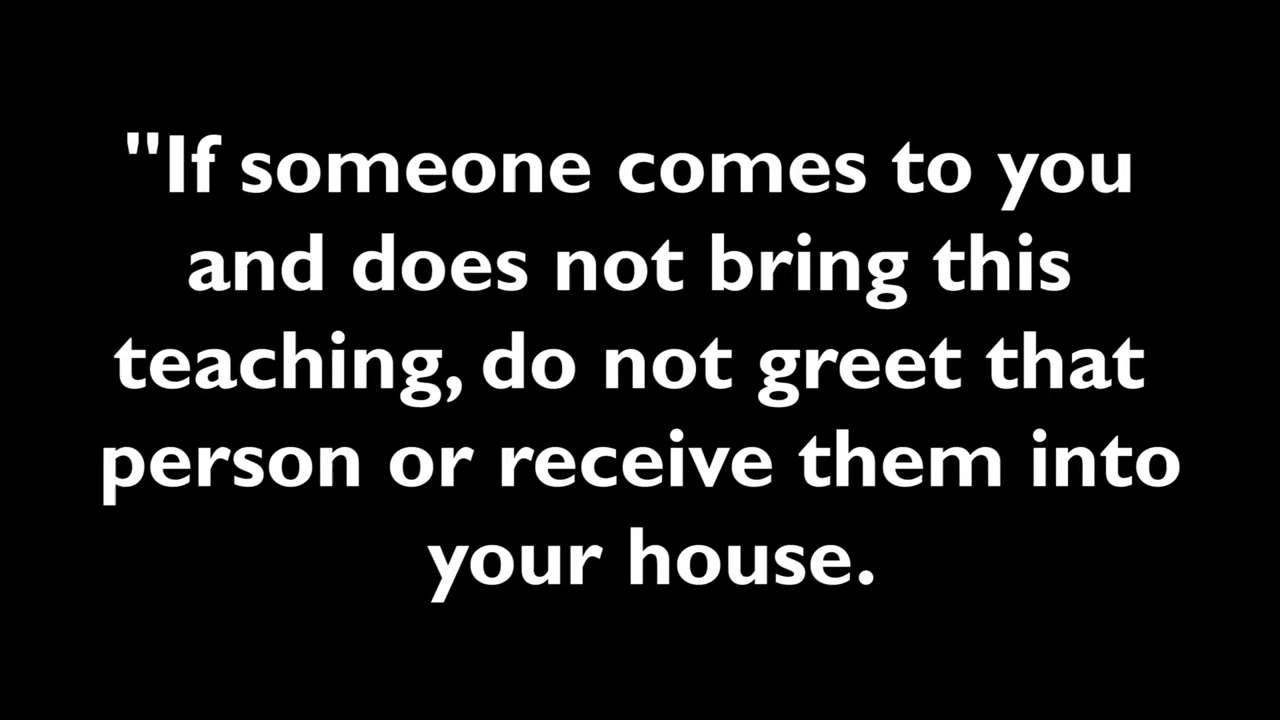 "If someone comes to you
and does not bring this
teaching, do not greet that
person or receive them into
your house.